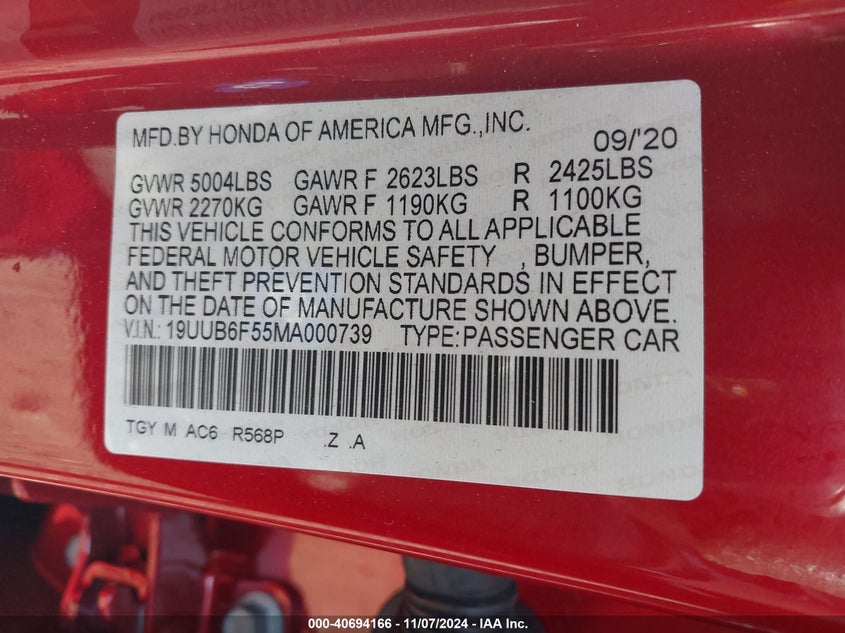 MFD.BY HONDA OF AMERICA MFG.,INC. 09/'20
GVWR 5004LBS GAWR F 2623LBS R 2425LBS
GVWR 2270KG GAWR F 1190KG R 1100KG
THIS VEHICLE CONFORMS TO ALL APPLICABLE
FEDERAL MOTOR VEHICLE SAFETY , BUMPER,
AND THEFT PREVENTION STANDARDS IN EFFECT
ON THE DATE OF MANUFACTURE SHOWN ABOVE.
V.I.N.: 19UUB6F55MA000739 TYPE:PASSENGER CAR
TGY M AC6 R568P .Z .A
000-40694166 - 11/07/2024 - IAA Inc.